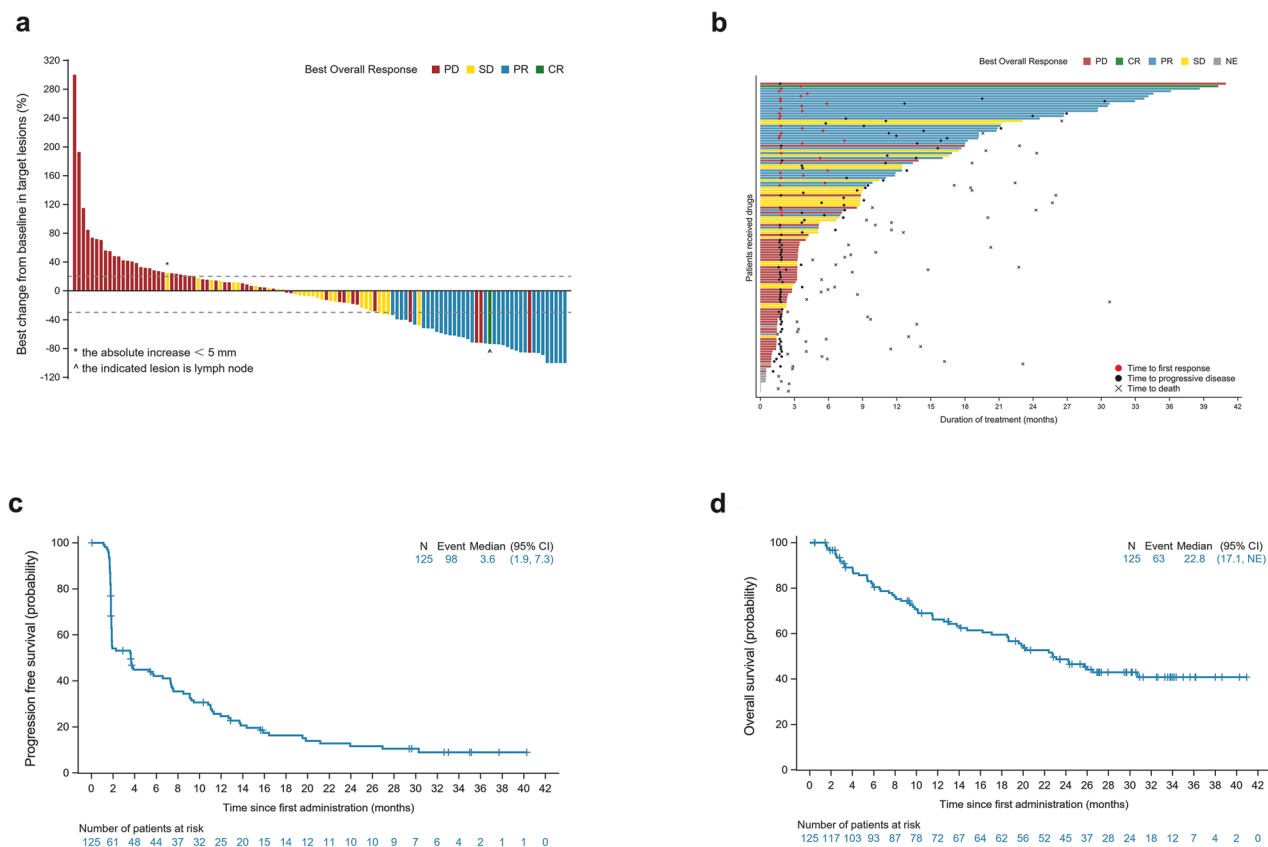 a
320
280
240
200
160
120
80
40
0
-40
-80
-120
Best change from baseline in target lesions (%)
Best Overall Response PD SD PR CR
*
^
* the absolute increase < 5 mm
^ the indicated lesion is lymph node
b
Best Overall Response PD CR PR SD NE
Patients received drugs
Time to first response
Time to progressive disease
Time to death
0 3 6 9 12 15 18 21 24 27 30 33 36 39 42
Duration of treatment (months)
c
100
80
60
40
20
0
Progression free survival (probability)
N Event Median (95% CI)
125 98 3.6 (1.9, 7.3)
0 2 4 6 8 10 12 14 16 18 20 22 24 26 28 30 32 34 36 38 40 42
Time since first administration (months)
Number of patients at risk
125 61 48 44 37 32 25 20 15 14 12 11 10 10 9 7 6 4 2 1 1 0
d
100
80
60
40
20
0
Overall survival (probability)
N Event Median (95% CI)
125 63 22.8 (17.1, NE)
0 2 4 6 8 10 12 14 16 18 20 22 24 26 28 30 32 34 36 38 40 42
Time since first administration (months)
Number of patients at risk
125 117 103 93 87 78 72 67 64 62 56 52 45 37 28 24 18 12 7 4 2 0